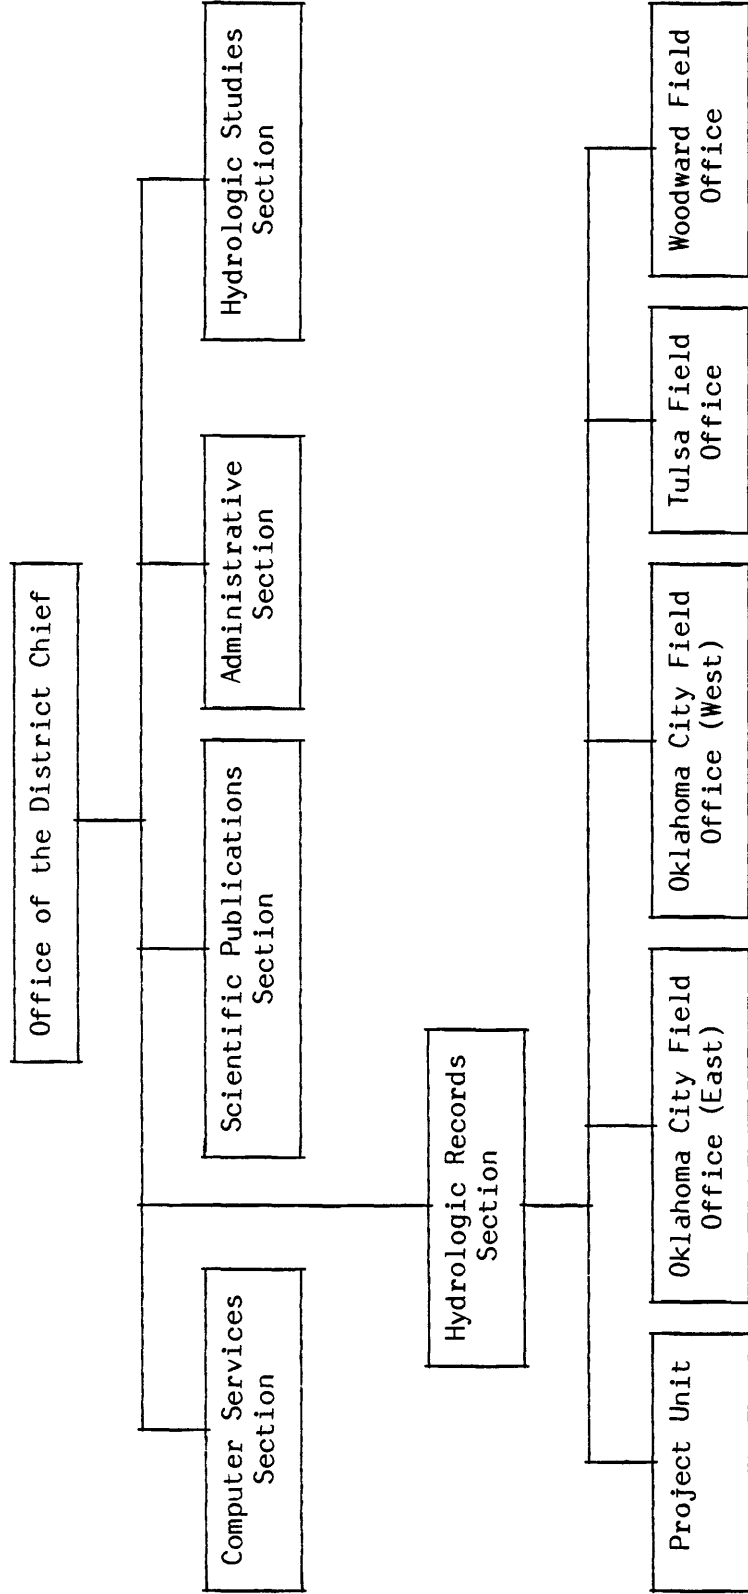 Office of the District Chief
Computer Services
Section
Scientific Publications
Section
Administrative
Section
Hydrologic Studies
Section
Hydrologic Records
Section
Project Unit
Oklahoma City Field
Office (East)
Oklahoma City Field
Office (West)
Tulsa Field
Office
Woodward Field
Office